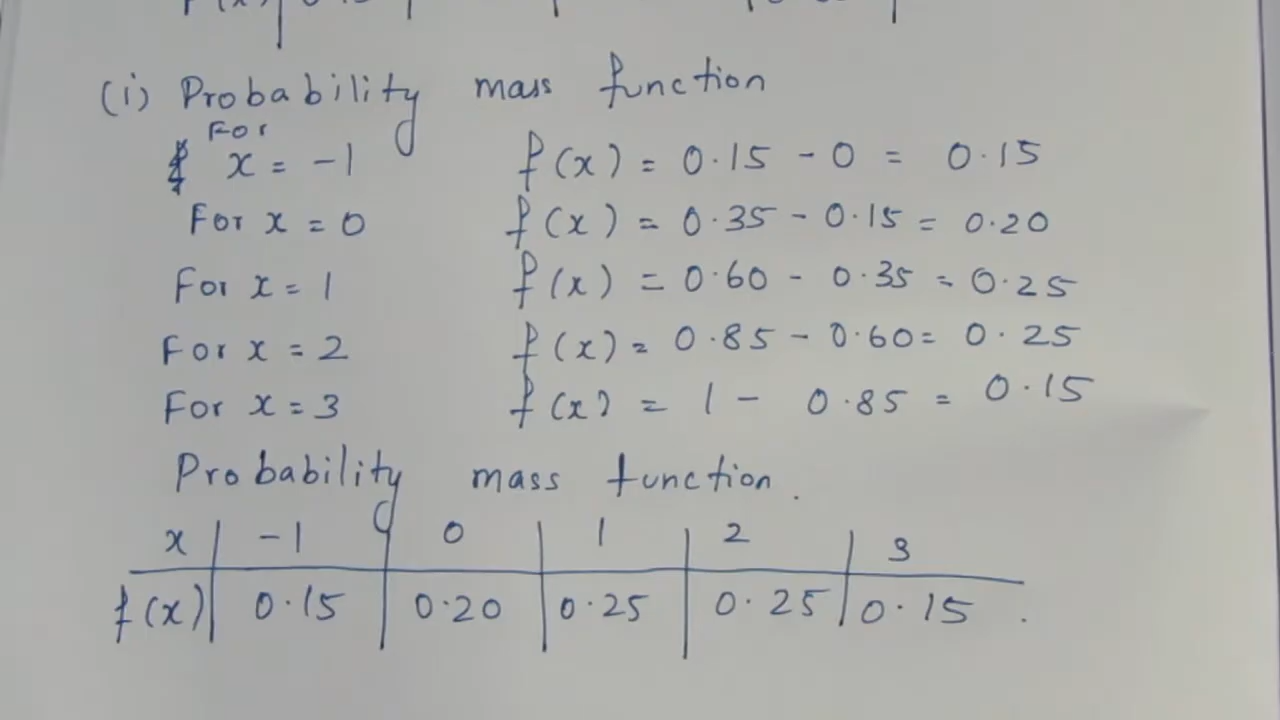 (i) Probability mass function
For
x = -1 f(x) = 0.15 - 0 = 0.15
For x = 0 f(x) = 0.35 - 0.15 = 0.20
For x = 1 f(x) = 0.60 - 0.35 = 0.25
For x = 2 f(x) = 0.85 - 0.60 = 0.25
For x = 3 f(x) = 1 - 0.85 = 0.15
Probability mass function.
x -1 0 1 2 3
f(x) 0.15 0.20 0.25 0.25 0.15 .